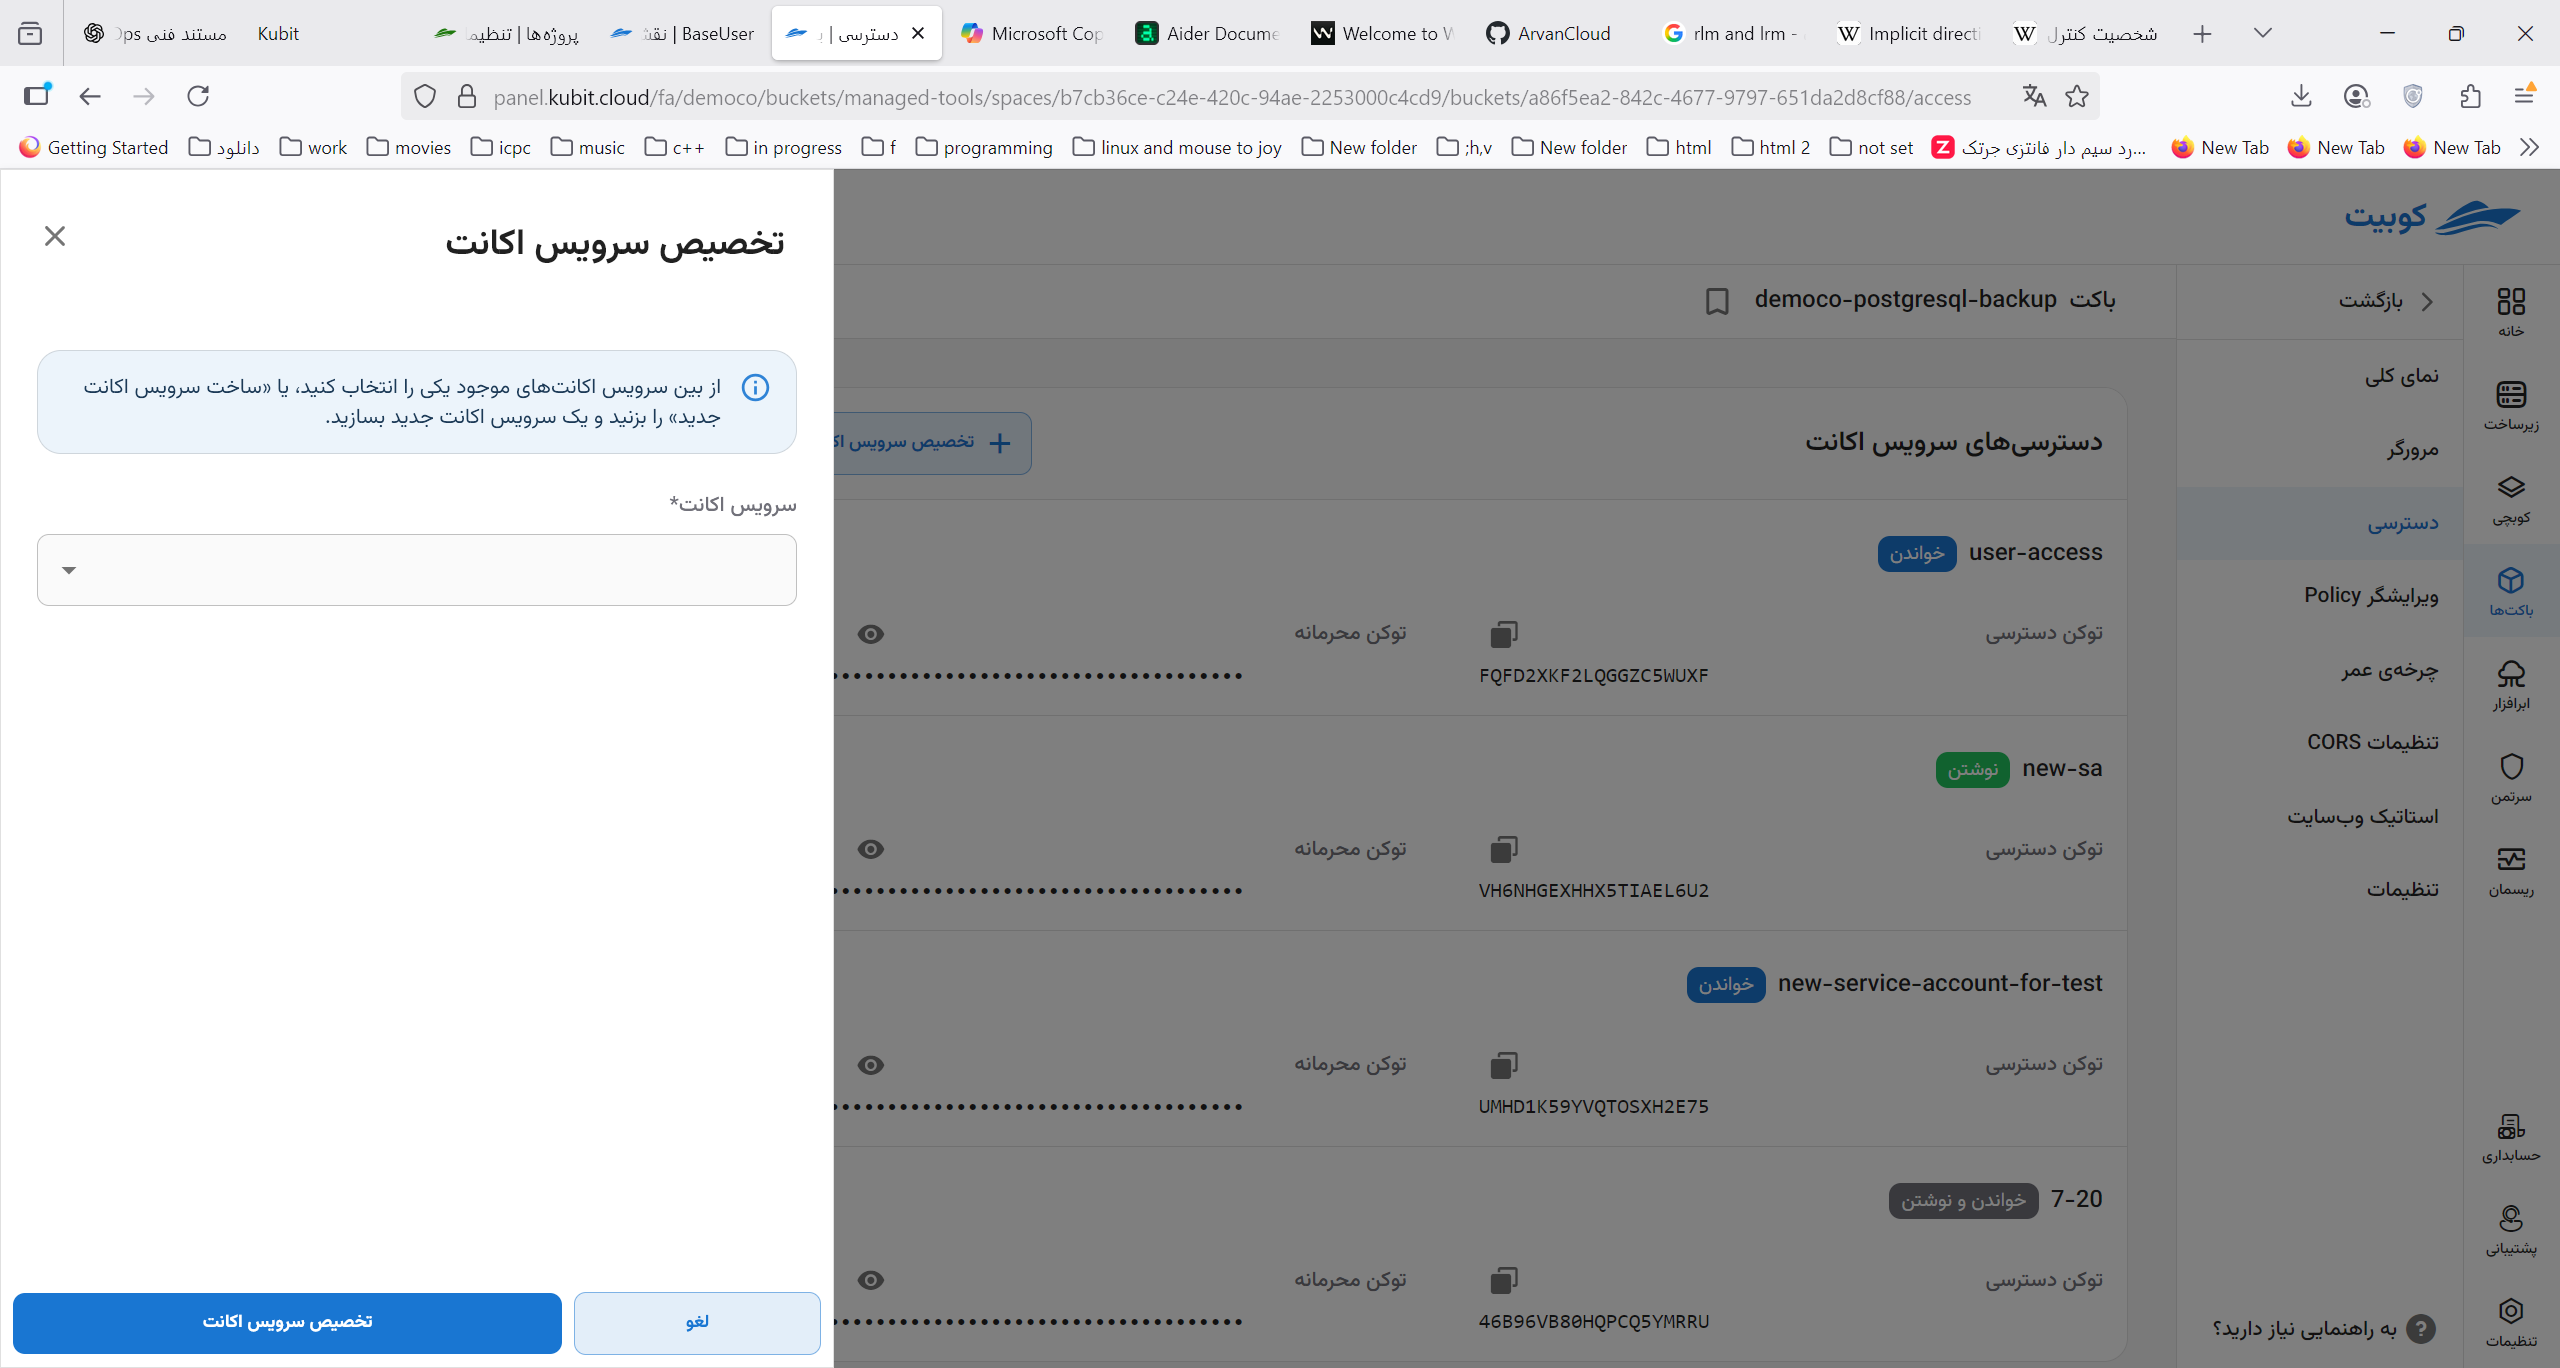 مستند فنی Ops
Kubit
پروژه‌ها | تنظیما
BaseUser | نقش
دسترسی | ب
Microsoft Cop
Aider Docume
Welcome to W
ArvanCloud
rlm and lrm -
Implicit directi
شخصیت کنترل
panel.kubit.cloud/fa/democo/buckets/managed-tools/spaces/b7cb36ce-c24e-420c-94ae-2253000c4cd9/buckets/a86f5ea2-842c-4677-9797-651da2d8cf88/access
Getting Started
دانلود
work
movies
icpc
music
c++
in progress
f
programming
linux and mouse to joy
New folder
;h,v
New folder
html
html 2
not set
رد سیم دار فانتزی جرتک...
New Tab
New Tab
New Tab
کوبیت
خانه
زیرساخت
کوبچی
باکت‌ها
ابرافزار
سرتمن
ریسمان
حسابداری
پشتیبانی
تنظیمات
بازگشت
نمای کلی
مرورگر
دسترسی
ویرایشگر Policy
چرخه‌ی عمر
تنظیمات CORS
استاتیک وب‌سایت
تنظیمات
به راهنمایی نیاز دارید؟
باکت democo-postgresql-backup
دسترسی‌های سرویس اکانت
تخصیص سرویس اک
user-access خواندن
توکن دسترسی
FQFD2XKF2LQGGZC5WUXF
توکن محرمانه
new-sa نوشتن
توکن دسترسی
VH6NHGEXHHX5TIAEL6U2
توکن محرمانه
new-service-account-for-test خواندن
توکن دسترسی
UMHD1K59YVQTOSXH2E75
توکن محرمانه
7-20 خواندن و نوشتن
توکن دسترسی
46B96VB80HQPCQ5YMRRU
توکن محرمانه
تخصیص سرویس اکانت
از بین سرویس اکانت‌های موجود یکی را انتخاب کنید، یا «ساخت سرویس اکانت
جدید» را بزنید و یک سرویس اکانت جدید بسازید.
سرویس اکانت*
لغو
تخصیص سرویس اکانت